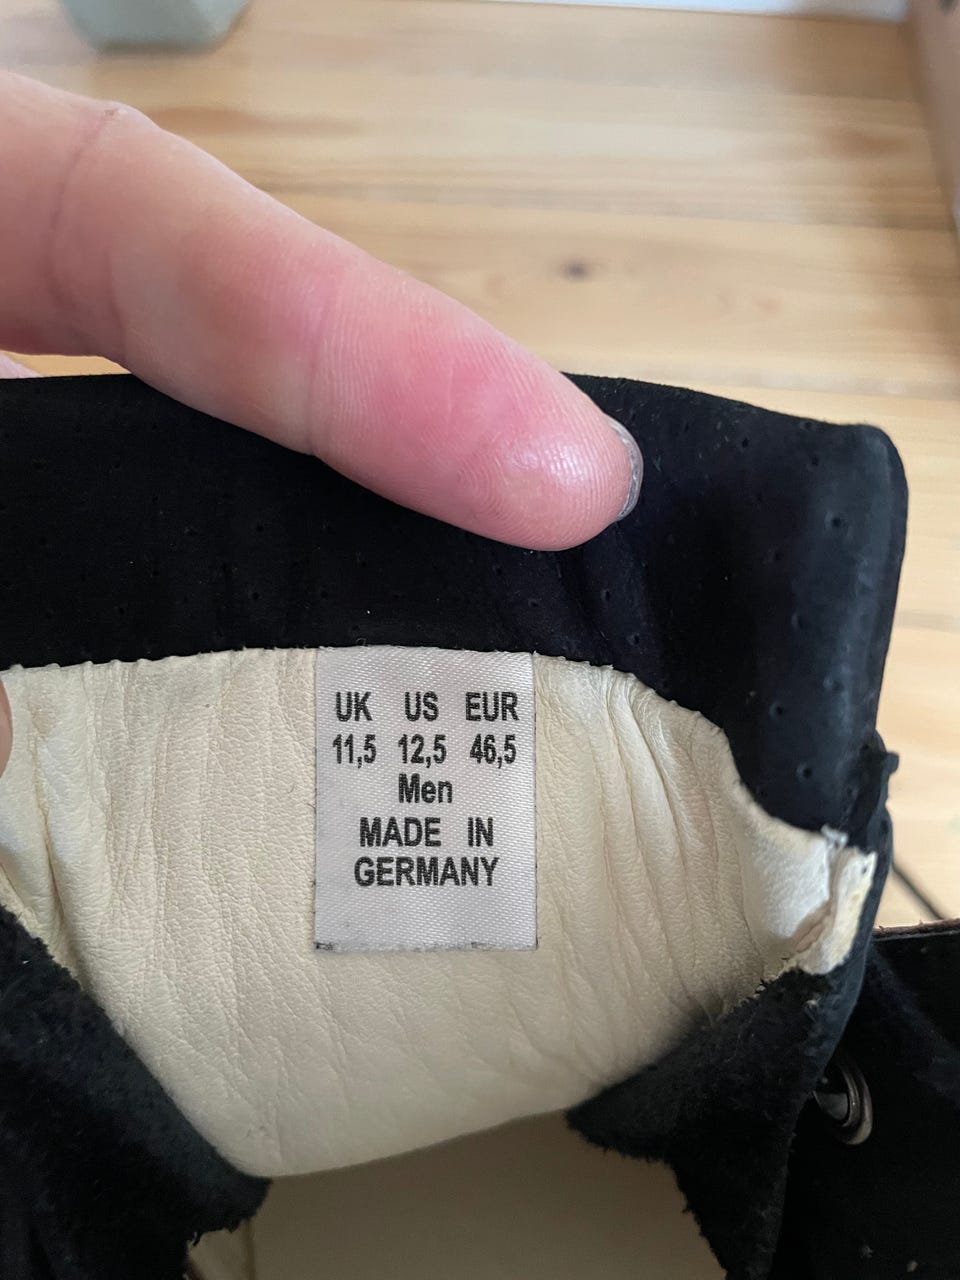 UK US EUR
11,5 12,5 46,5
Men
MADE IN
GERMANY